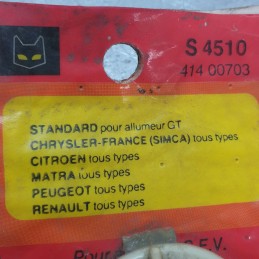 S 4510
414 00703
STANDARD pour allumeur GT
CHRYSLER-FRANCE (SIMCA) tous types
CITROEN tous types
MATRA tous types
PEUGEOT tous types
RENAULT tous types
Pour